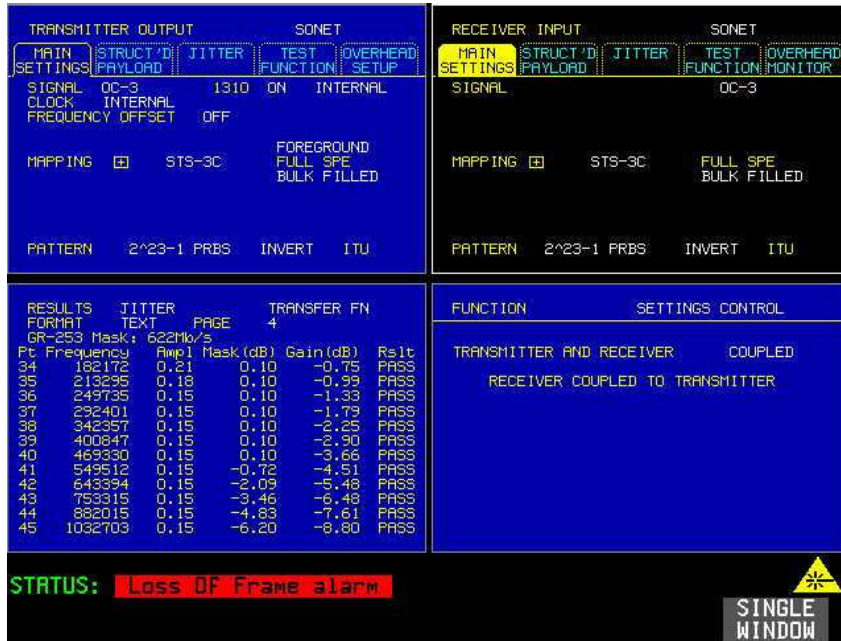 TRANSMITTER OUTPUT SONET
MAIN SETTINGS STRUCT'D PAYLOAD JITTER TEST FUNCTION OVERHEAD SETUP
SIGNAL OC-3 1310 ON INTERNAL
CLOCK INTERNAL
FREQUENCY OFFSET OFF
FOREGROUND
MAPPING + STS-3C FULL SPE
BULK FILLED
PATTERN 2^23-1 PRBS INVERT ITU
RECEIVER INPUT SONET
MAIN SETTINGS STRUCT'D PAYLOAD JITTER TEST FUNCTION OVERHEAD MONITOR
SIGNAL OC-3
MAPPING + STS-3C FULL SPE
BULK FILLED
PATTERN 2^23-1 PRBS INVERT ITU
RESULTS JITTER TRANSFER FN
FORMAT TEXT PAGE 4
GR-253 Mask: 622Mb/s
Pt Frequency Ampl Mask(dB) Gain(dB) Rslt
34 182172 0.21 0.10 -0.75 PASS
35 213295 0.18 0.10 -0.99 PASS
36 249735 0.15 0.10 -1.33 PASS
37 292401 0.15 0.10 -1.79 PASS
38 342357 0.15 0.10 -2.25 PASS
39 400847 0.15 0.10 -2.90 PASS
40 469330 0.15 0.10 -3.66 PASS
41 549512 0.15 -0.72 -4.51 PASS
42 643394 0.15 -2.09 -5.48 PASS
43 753315 0.15 -3.46 -6.48 PASS
44 882015 0.15 -4.83 -7.61 PASS
45 1032703 0.15 -6.20 -8.80 PASS
FUNCTION SETTINGS CONTROL
TRANSMITTER AND RECEIVER COUPLED
RECEIVER COUPLED TO TRANSMITTER
STATUS: Loss OF Frame alarm
SINGLE
WINDOW